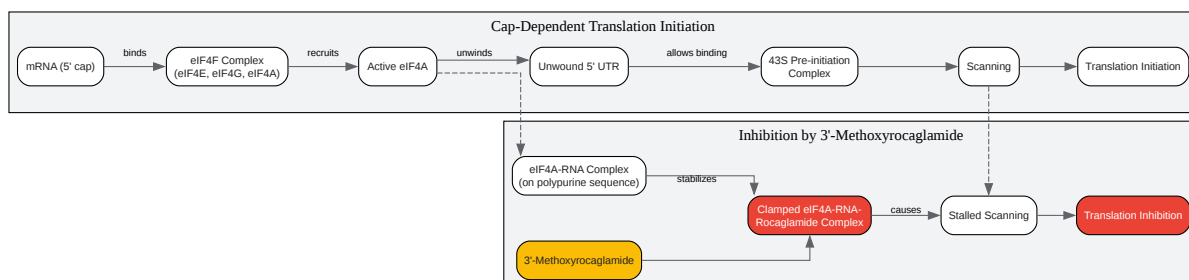 Cap-Dependent Translation Initiation
binds
recruits
unwinds
allows binding
mRNA (5' cap)
eIF4F Complex
(eIF4E, eIF4G, eIF4A)
Active eIF4A
Unwound 5' UTR
43S Pre-initiation
Complex
Scanning
Translation Initiation
Inhibition by 3'-Methoxyrocaglamide
eIF4A-RNA Complex
(on polypurine sequence)
stabilizes
Clamped eIF4A-RNA-
Rocaglamide Complex
causes
Stalled Scanning
Translation Inhibition
3'-Methoxyrocaglamide